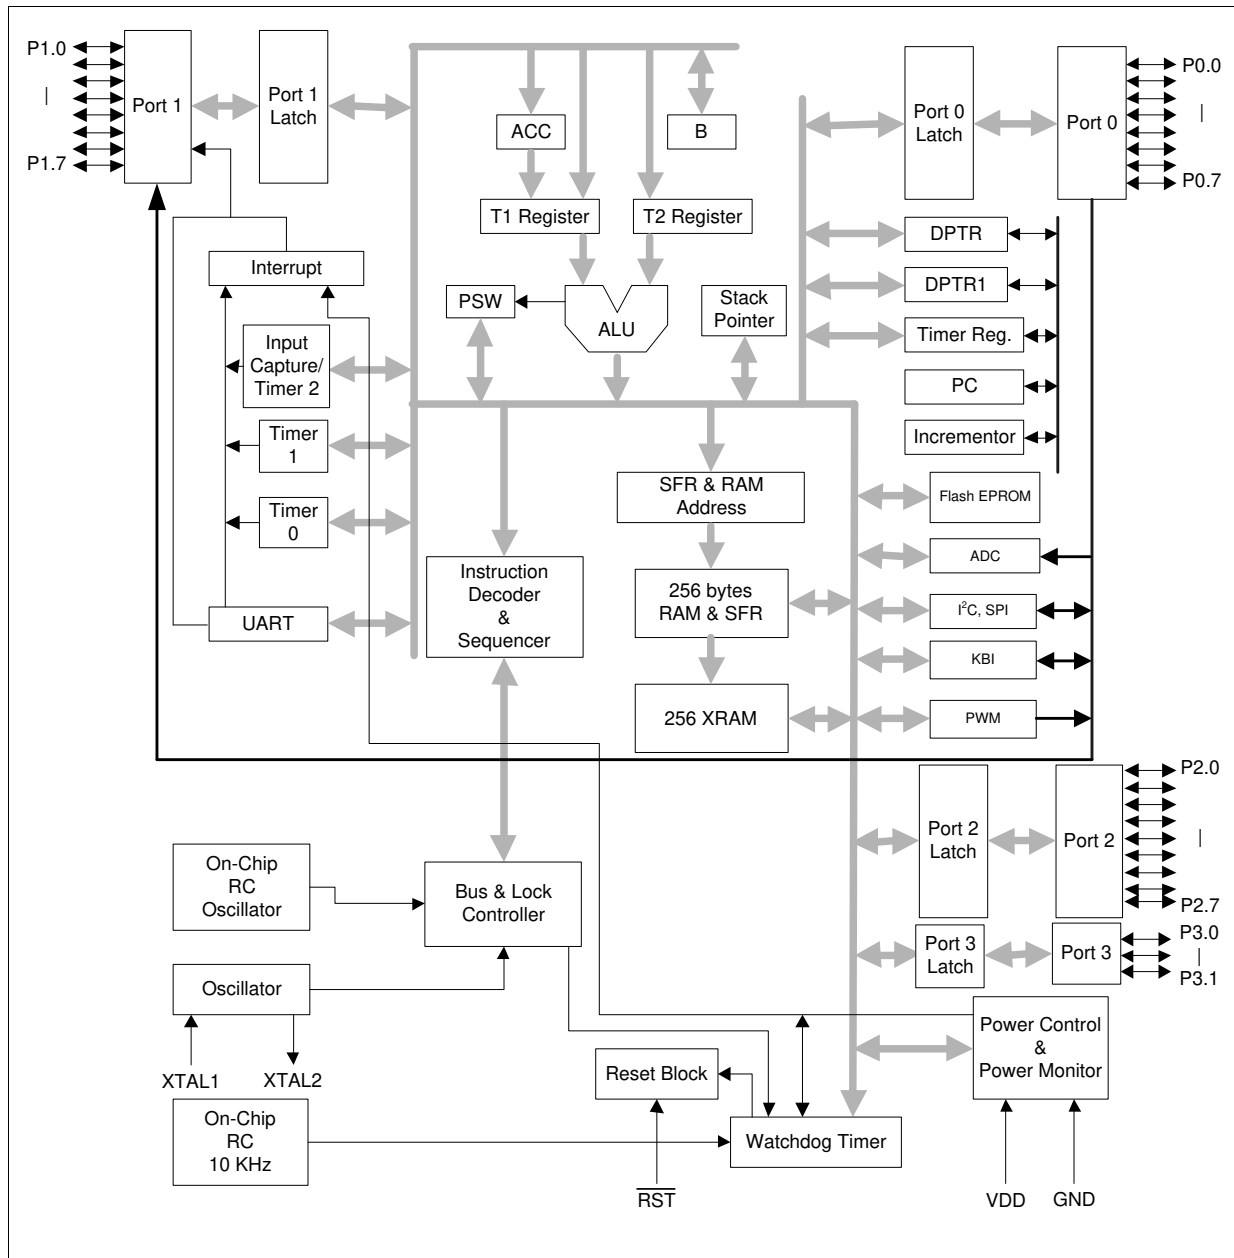 P1.0
|
P1.7
Port 1
Port 1
Latch
ACC
B
T1 Register
T2 Register
PSW
ALU
Stack
Pointer
Port 0
Latch
Port 0
P0.0
|
P0.7
DPTR
DPTR1
Timer Reg.
PC
Incrementor
Interrupt
Input
Capture/
Timer 2
Timer
1
Timer
0
UART
SFR & RAM
Address
Instruction
Decoder
&
Sequencer
256 bytes
RAM & SFR
256 XRAM
Flash EPROM
ADC
I²C, SPI
KBI
PWM
Port 2
Latch
Port 2
P2.0
|
P2.7
Port 3
Latch
Port 3
P3.0
|
P3.1
On-Chip
RC
Oscillator
Bus & Lock
Controller
Oscillator
XTAL1
XTAL2
On-Chip
RC
10 KHz
Reset Block
Watchdog Timer
Power Control
&
Power Monitor
R̅S̅T̅
VDD
GND